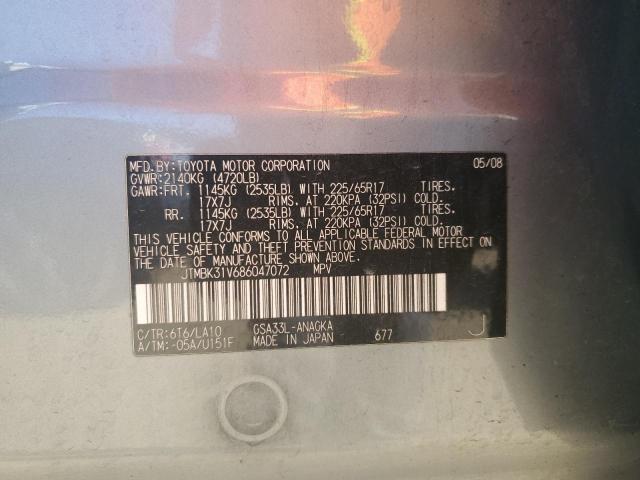 MFD.BY:TOYOTA MOTOR CORPORATION 05/08
GVWR:2140KG (4720LB)
GAWR:FRT. 1145KG (2535LB) WITH 225/65R17 TIRES.
17X7J RIMS. AT 220KPA (32PSI) COLD.
RR. 1145KG (2535LB) WITH 225/65R17 TIRES.
17X7J RIMS. AT 220KPA (32PSI) COLD.
THIS VEHICLE CONFORMS TO ALL APPLICABLE FEDERAL MOTOR
VEHICLE SAFETY AND THEFT PREVENTION STANDARDS IN EFFECT
ON THE DATE OF MANUFACTURE SHOWN ABOVE.
JTMBK31V686047072 MPV
C/TR:6T6/LA10 GSA33L-ANAGKA
A/TM:-05A/U151F MADE IN JAPAN 677 J